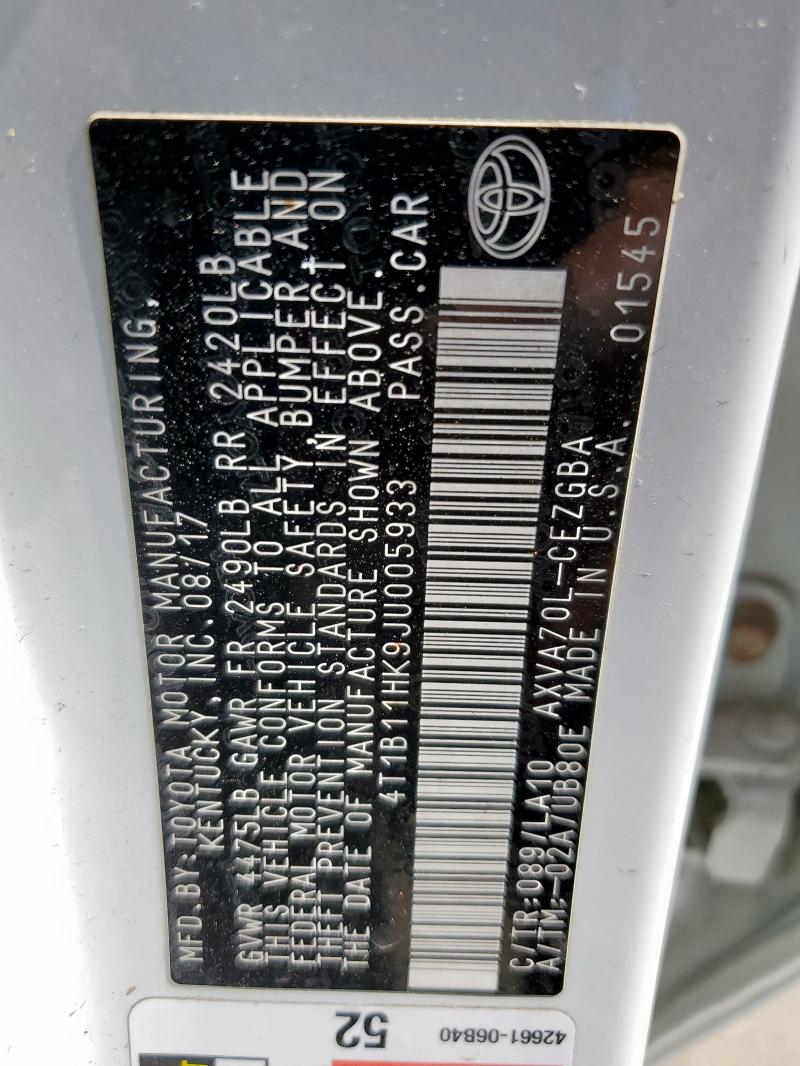 MFD.BY:TOYOTA MOTOR MANUFACTURING,
KENTUCKY, INC. 08/17
GVWR 4475LB GAWR FR 2490LB RR 2420LB
THIS VEHICLE CONFORMS TO ALL APPLICABLE
FEDERAL MOTOR VEHICLE SAFETY, BUMPER, AND
THEFT PREVENTION STANDARDS IN EFFECT ON
THE DATE OF MANUFACTURE SHOWN ABOVE.
4T1B11HK9JU005933 PASS.CAR
C/TR:089/LA10 AXVA70L-CEZGBA
A/TM:-02A/UB80E MADE IN U.S.A. 01545
52
42661-06B40